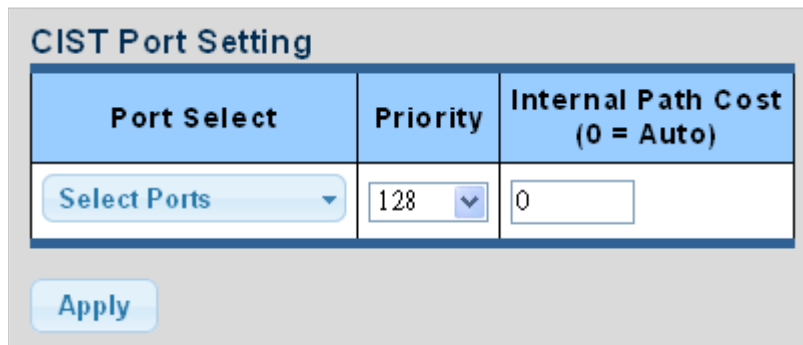 CIST Port Setting
Port Select
Priority
Internal Path Cost
(0 = Auto)
Select Ports
128
0
Apply